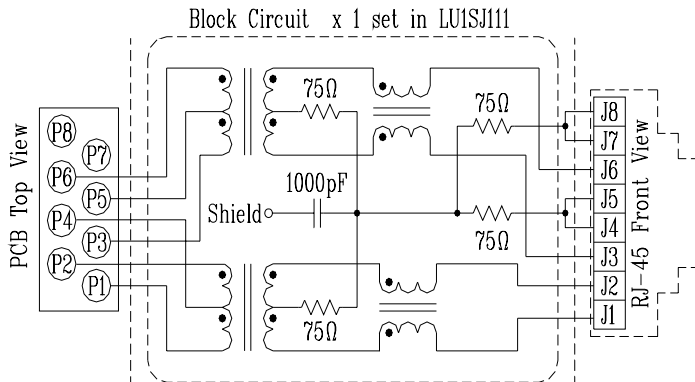 Block Circuit x 1 set in LU1SJ111
75Ω
75Ω
PCB Top View
P8
P7
P6
P5
P4
P3
P2
P1
1000pF
Shield
75Ω
75Ω
J8
J7
J6
J5
J4
J3
J2
J1
RJ-45 Front View